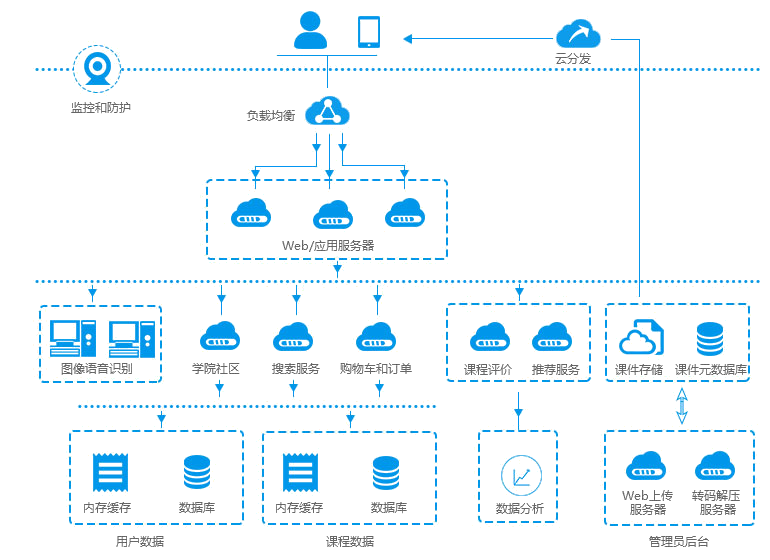 云分发
监控和防护
负载均衡
Web/应用服务器
图像语音识别
学院社区
搜索服务
购物车和订单
课程评价
推荐服务
课件存储
课件元数据库
内存缓存
数据库
内存缓存
数据库
数据分析
Web上传
服务器
转码解压
服务器
用户数据
课程数据
管理员后台